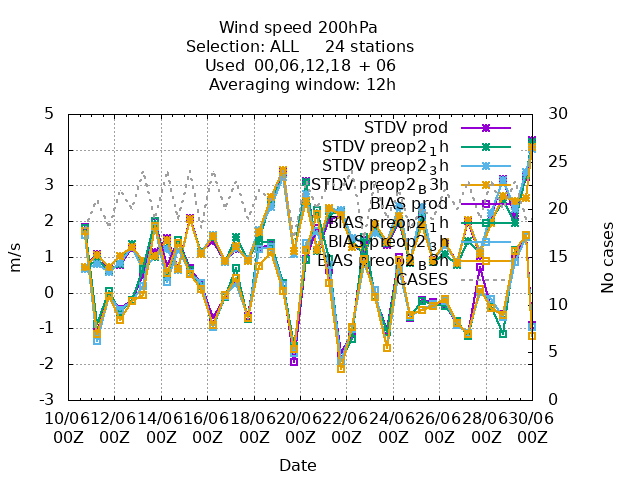 Wind speed 200hPa
Selection: ALL 24 stations
Used 00,06,12,18 + 06
Averaging window: 12h
5 30
4 25
3 20
2
1 15
0 10
-1
-2 5
-3 0
m/s
No cases
STDV prod
STDV preop2_1h
STDV preop2_3h
STDV preop2_B3h
BIAS prod
BIAS preop2_1h
BIAS preop2_3h
BIAS preop2_B3h
CASES
10/06 12/06 14/06 16/06 18/06 20/06 22/06 24/06 26/06 28/06 30/06
00Z 00Z 00Z 00Z 00Z 00Z 00Z 00Z 00Z 00Z 00Z
Date